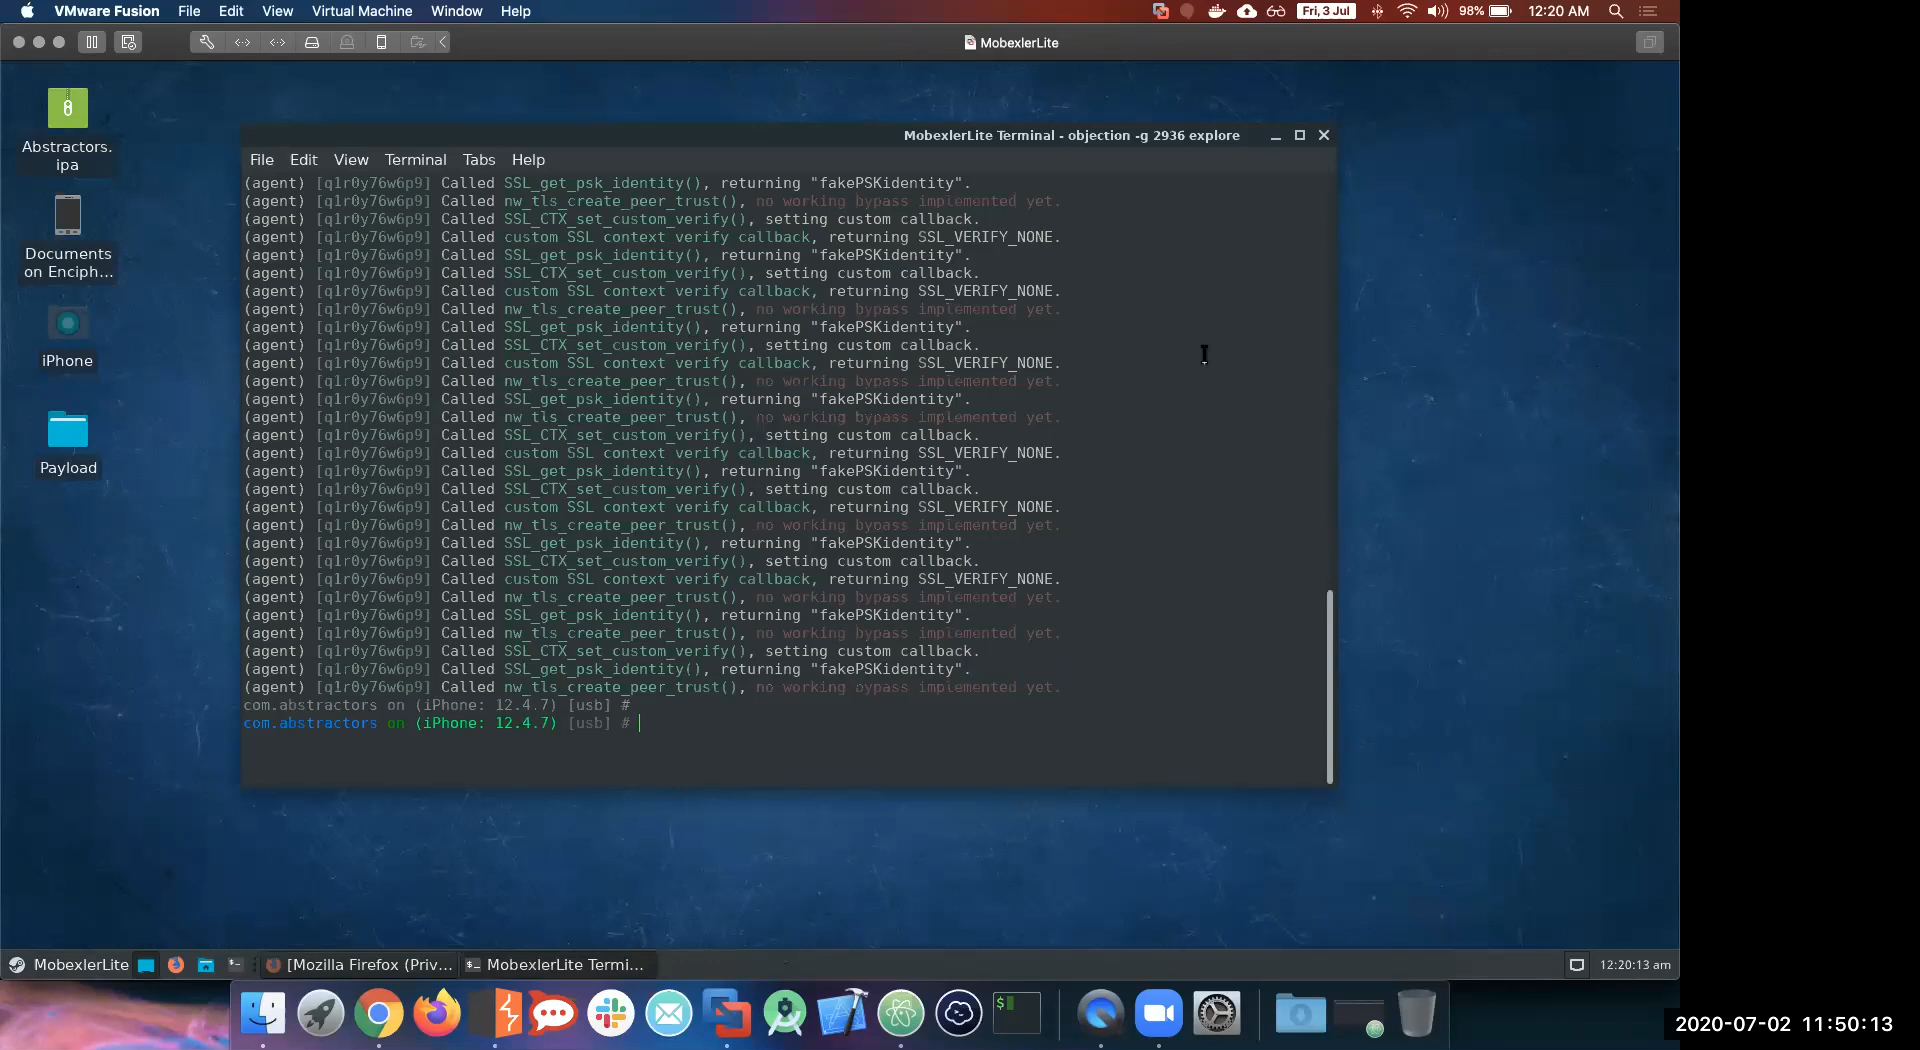 VMware Fusion File Edit View Virtual Machine Window Help Fri, 3 Jul 98% 12:20 AM
MobexlerLite
Abstractors.
ipa
Documents
on Enciph...
iPhone
Payload
MobexlerLite Terminal - objection -g 2936 explore
File Edit View Terminal Tabs Help
(agent) [q1r0y76w6p9] Called SSL_get_psk_identity(), returning "fakePSKidentity".
(agent) [q1r0y76w6p9] Called nw_tls_create_peer_trust(), no working bypass implemented yet.
(agent) [q1r0y76w6p9] Called SSL_CTX_set_custom_verify(), setting custom callback.
(agent) [q1r0y76w6p9] Called custom SSL context verify callback, returning SSL_VERIFY_NONE.
(agent) [q1r0y76w6p9] Called SSL_get_psk_identity(), returning "fakePSKidentity".
(agent) [q1r0y76w6p9] Called SSL_CTX_set_custom_verify(), setting custom callback.
(agent) [q1r0y76w6p9] Called custom SSL context verify callback, returning SSL_VERIFY_NONE.
(agent) [q1r0y76w6p9] Called nw_tls_create_peer_trust(), no working bypass implemented yet.
(agent) [q1r0y76w6p9] Called SSL_get_psk_identity(), returning "fakePSKidentity".
(agent) [q1r0y76w6p9] Called SSL_CTX_set_custom_verify(), setting custom callback.
(agent) [q1r0y76w6p9] Called custom SSL context verify callback, returning SSL_VERIFY_NONE.
(agent) [q1r0y76w6p9] Called nw_tls_create_peer_trust(), no working bypass implemented yet.
(agent) [q1r0y76w6p9] Called SSL_get_psk_identity(), returning "fakePSKidentity".
(agent) [q1r0y76w6p9] Called nw_tls_create_peer_trust(), no working bypass implemented yet.
(agent) [q1r0y76w6p9] Called SSL_CTX_set_custom_verify(), setting custom callback.
(agent) [q1r0y76w6p9] Called custom SSL context verify callback, returning SSL_VERIFY_NONE.
(agent) [q1r0y76w6p9] Called SSL_get_psk_identity(), returning "fakePSKidentity".
(agent) [q1r0y76w6p9] Called SSL_CTX_set_custom_verify(), setting custom callback.
(agent) [q1r0y76w6p9] Called custom SSL context verify callback, returning SSL_VERIFY_NONE.
(agent) [q1r0y76w6p9] Called nw_tls_create_peer_trust(), no working bypass implemented yet.
(agent) [q1r0y76w6p9] Called SSL_get_psk_identity(), returning "fakePSKidentity".
(agent) [q1r0y76w6p9] Called SSL_CTX_set_custom_verify(), setting custom callback.
(agent) [q1r0y76w6p9] Called custom SSL context verify callback, returning SSL_VERIFY_NONE.
(agent) [q1r0y76w6p9] Called nw_tls_create_peer_trust(), no working bypass implemented yet.
(agent) [q1r0y76w6p9] Called SSL_get_psk_identity(), returning "fakePSKidentity".
(agent) [q1r0y76w6p9] Called nw_tls_create_peer_trust(), no working bypass implemented yet.
(agent) [q1r0y76w6p9] Called SSL_CTX_set_custom_verify(), setting custom callback.
(agent) [q1r0y76w6p9] Called SSL_get_psk_identity(), returning "fakePSKidentity".
(agent) [q1r0y76w6p9] Called nw_tls_create_peer_trust(), no working bypass implemented yet.
com.abstractors on (iPhone: 12.4.7) [usb] #
com.abstractors on (iPhone: 12.4.7) [usb] #
MobexlerLite [Mozilla Firefox (Priv... MobexlerLite Termi... 12:20:13 am
2020-07-02 11:50:13